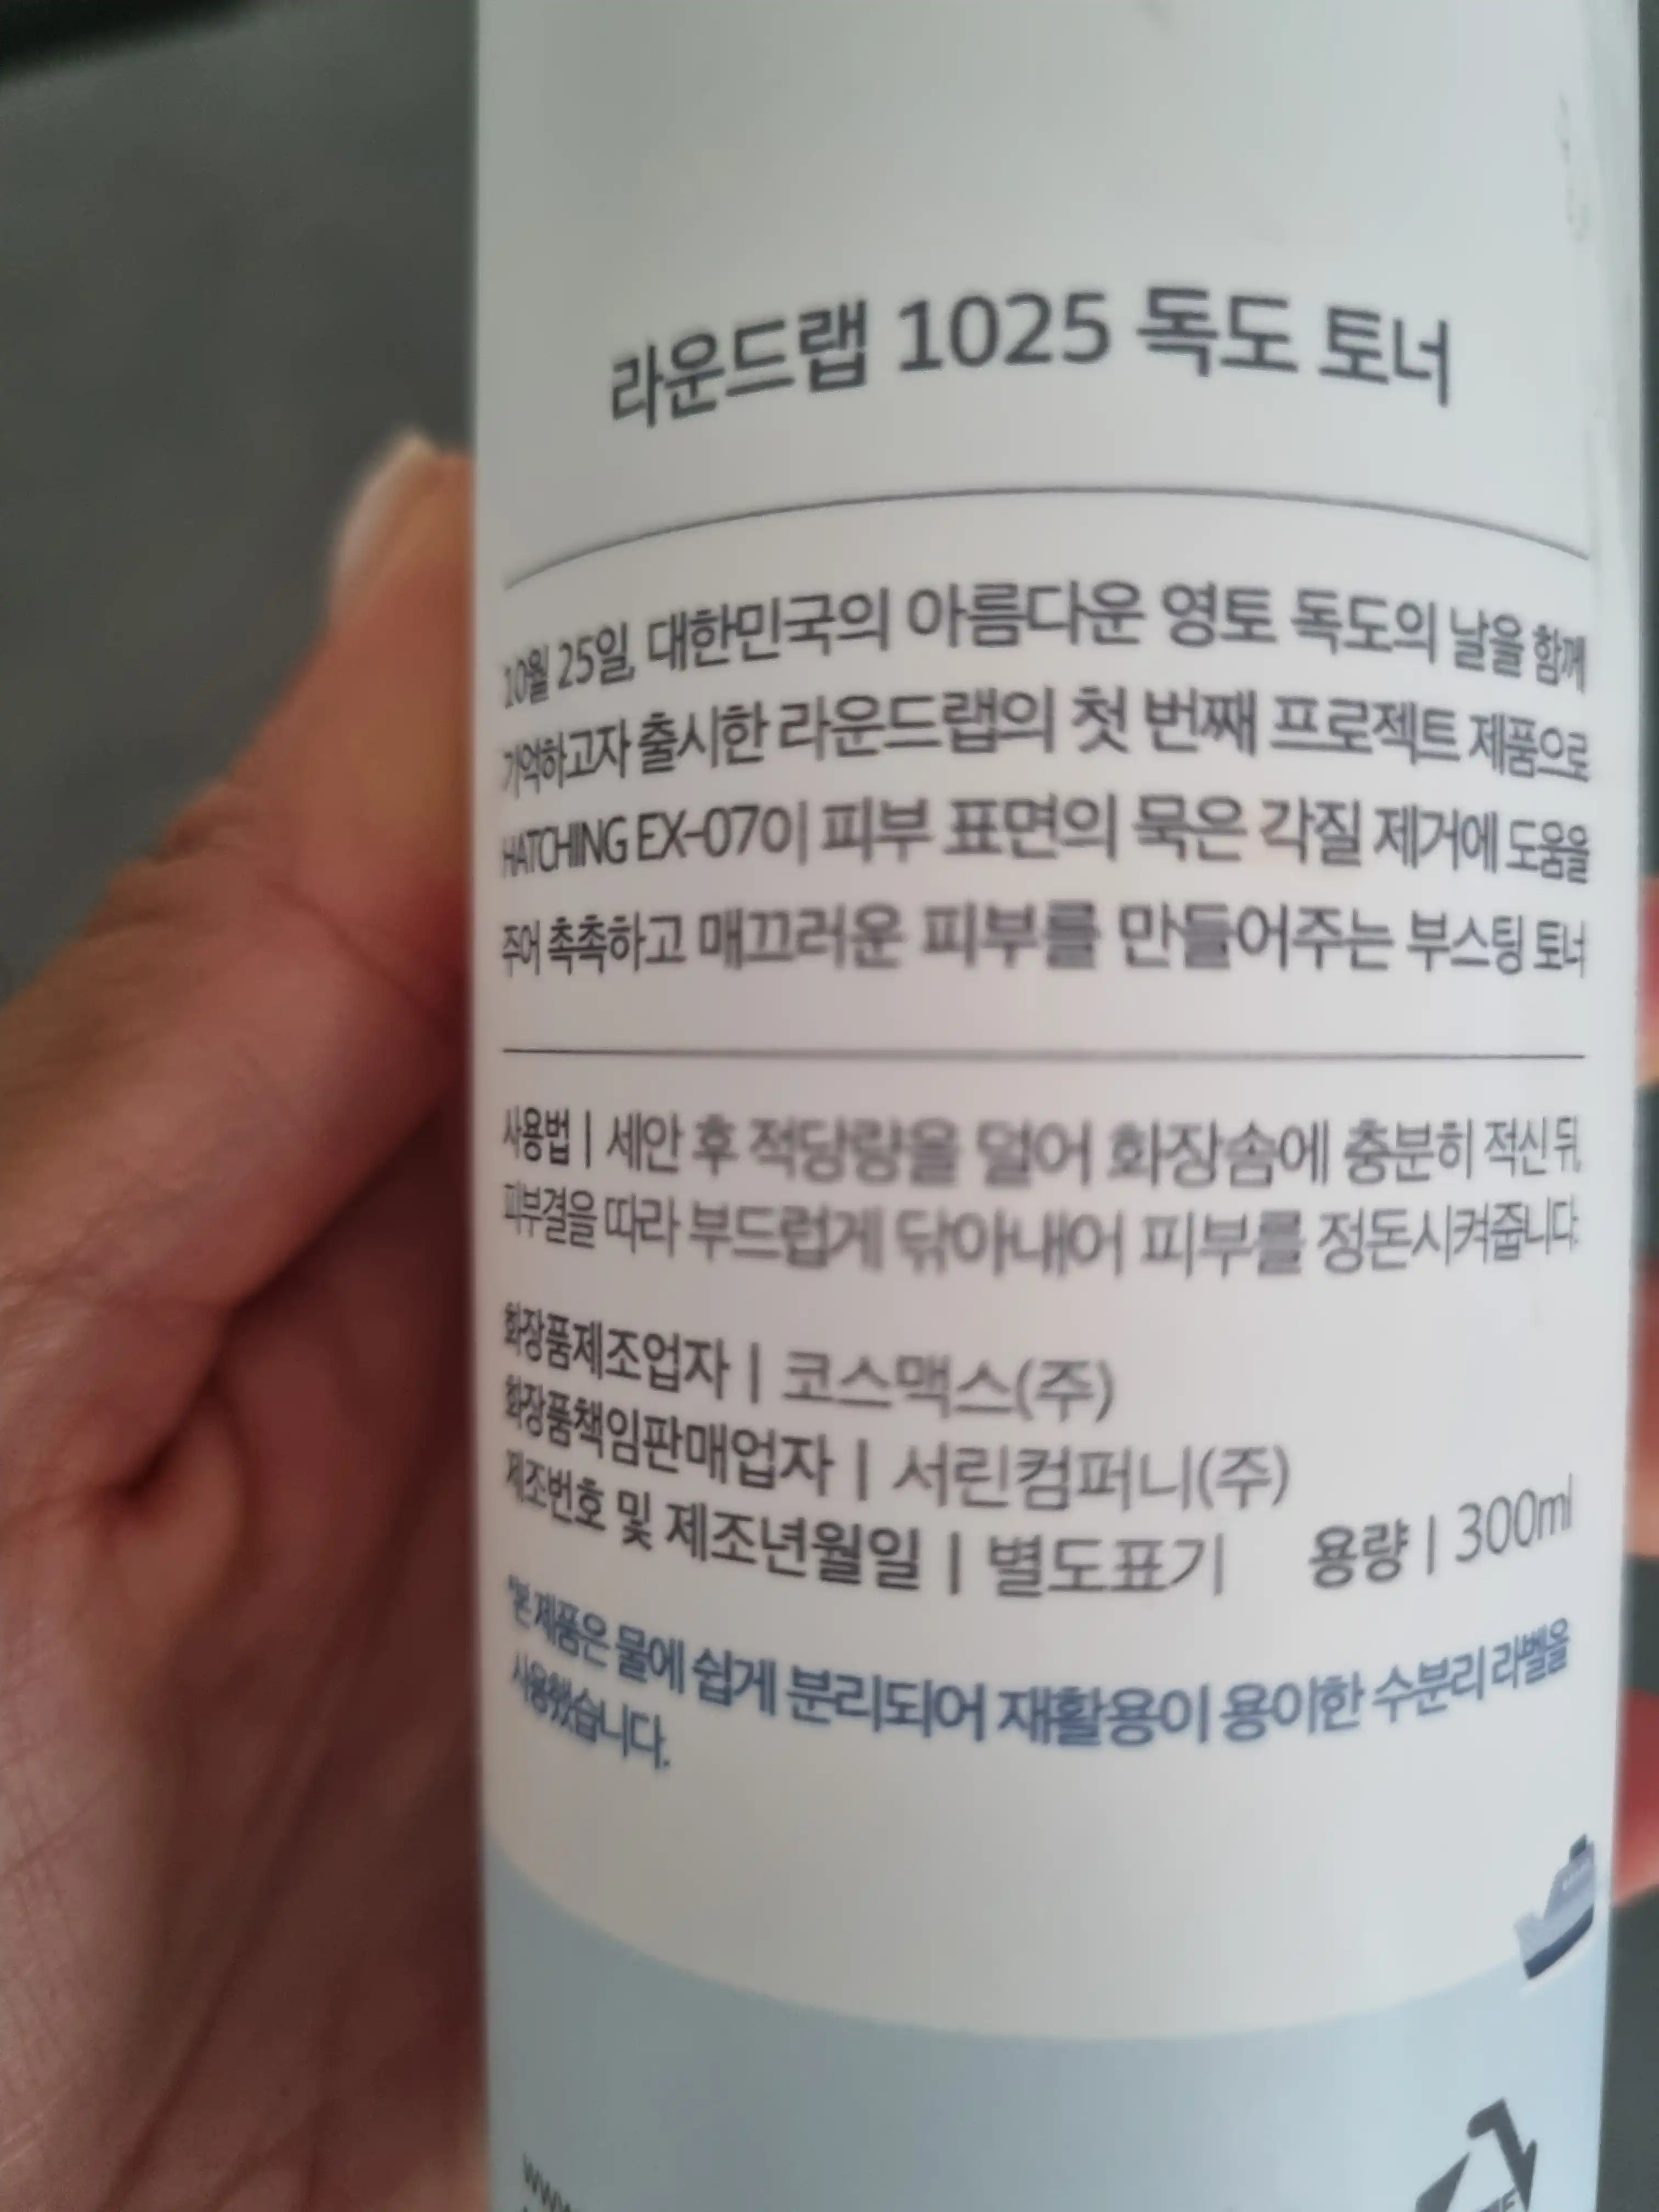 라운드랩 1025 독도 토너
10월 25일, 대한민국의 아름다운 영토 독도의 날을 함께
기억하고자 출시한 라운드랩의 첫 번째 프로젝트 제품으로
HATCHING EX-07이 피부 표면의 묵은 각질 제거에 도움을
주어 촉촉하고 매끄러운 피부를 만들어주는 부스팅 토너
사용법 | 세안 후 적당량을 덜어 화장솜에 충분히 적신 뒤,
피부결을 따라 부드럽게 닦아내어 피부를 정돈시켜줍니다.
화장품제조업자 | 코스맥스(주)
화장품책임판매업자 | 서린컴퍼니(주)
제조번호 및 제조년월일 | 별도표기 용량 | 300ml
*본 제품은 물에 쉽게 분리되어 재활용이 용이한 수분리 라벨을
사용했습니다.